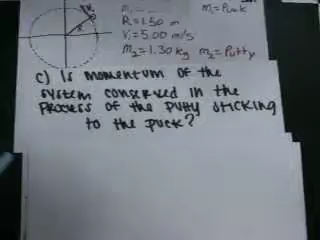 m₁ = Puck
R = 1.50 m
V₁ = 5.00 m/s
m₂ = 1.30 kg m₂ = Putty
c) Is momentum of the
system conserved in the
process of the putty sticking
to the puck?